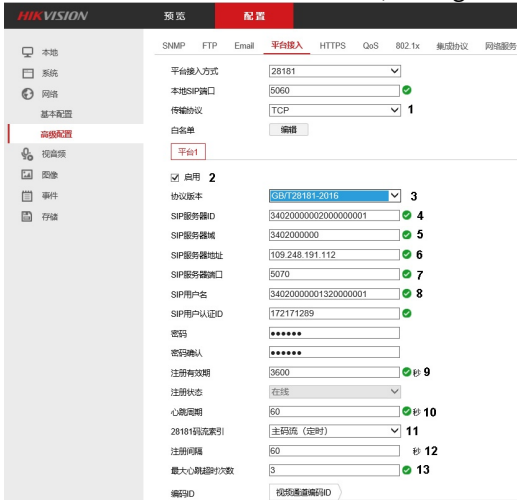 HIKVISION 预览 配置
本地
系统
网络
基本配置
高级配置
视音频
图像
事件
存储
SNMP FTP Email 平台接入 HTTPS QoS 802.1x 集成协议 网络服务
平台接入方式 28181
本地SIP端口 5060
传输协议 TCP 1
白名单 编辑
平台1
启用 2
协议版本 GB/T28181-2016 3
SIP服务器ID 34020000002000000001 4
SIP服务器域 3402000000 5
SIP服务器地址 109.248.191.112 6
SIP服务器端口 5070 7
SIP用户名 34020000001320000001 8
SIP用户认证ID 172171289
密码 ●●●●●●
密码确认 ●●●●●●
注册有效期 3600 秒 9
注册状态 在线
心跳周期 60 秒 10
28181码流索引 主码流（定时） 11
注册间隔 60 秒 12
最大心跳超时次数 3 13
编码ID 视频通道编码ID